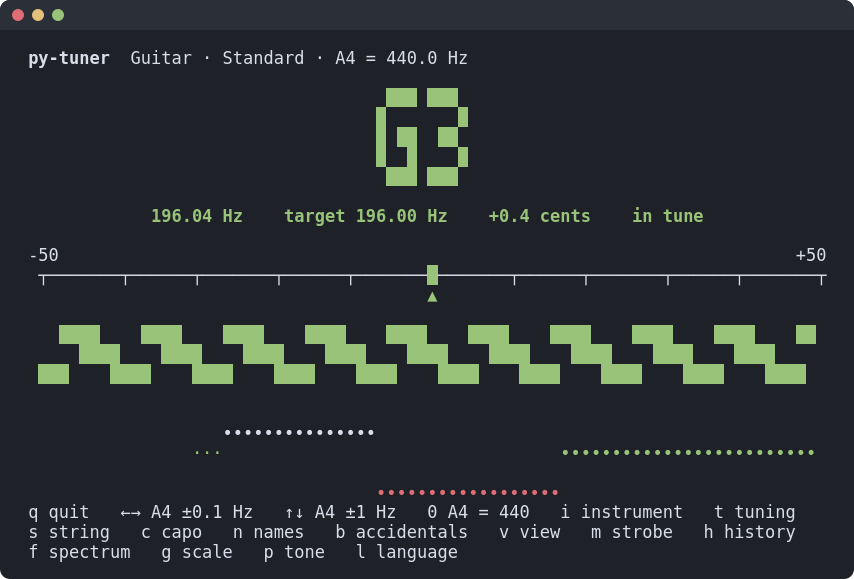 py-tuner  Guitar · Standard · A4 = 440.0 Hz
G3
196.04 Hz    target 196.00 Hz    +0.4 cents    in tune
-50    +50
q quit   ←→ A4 ±0.1 Hz   ↑↓ A4 ±1 Hz   0 A4 = 440   i instrument   t tuning
s string   c capo   n names   b accidentals   v view   m strobe   h history
f spectrum   g scale   p tone   l language